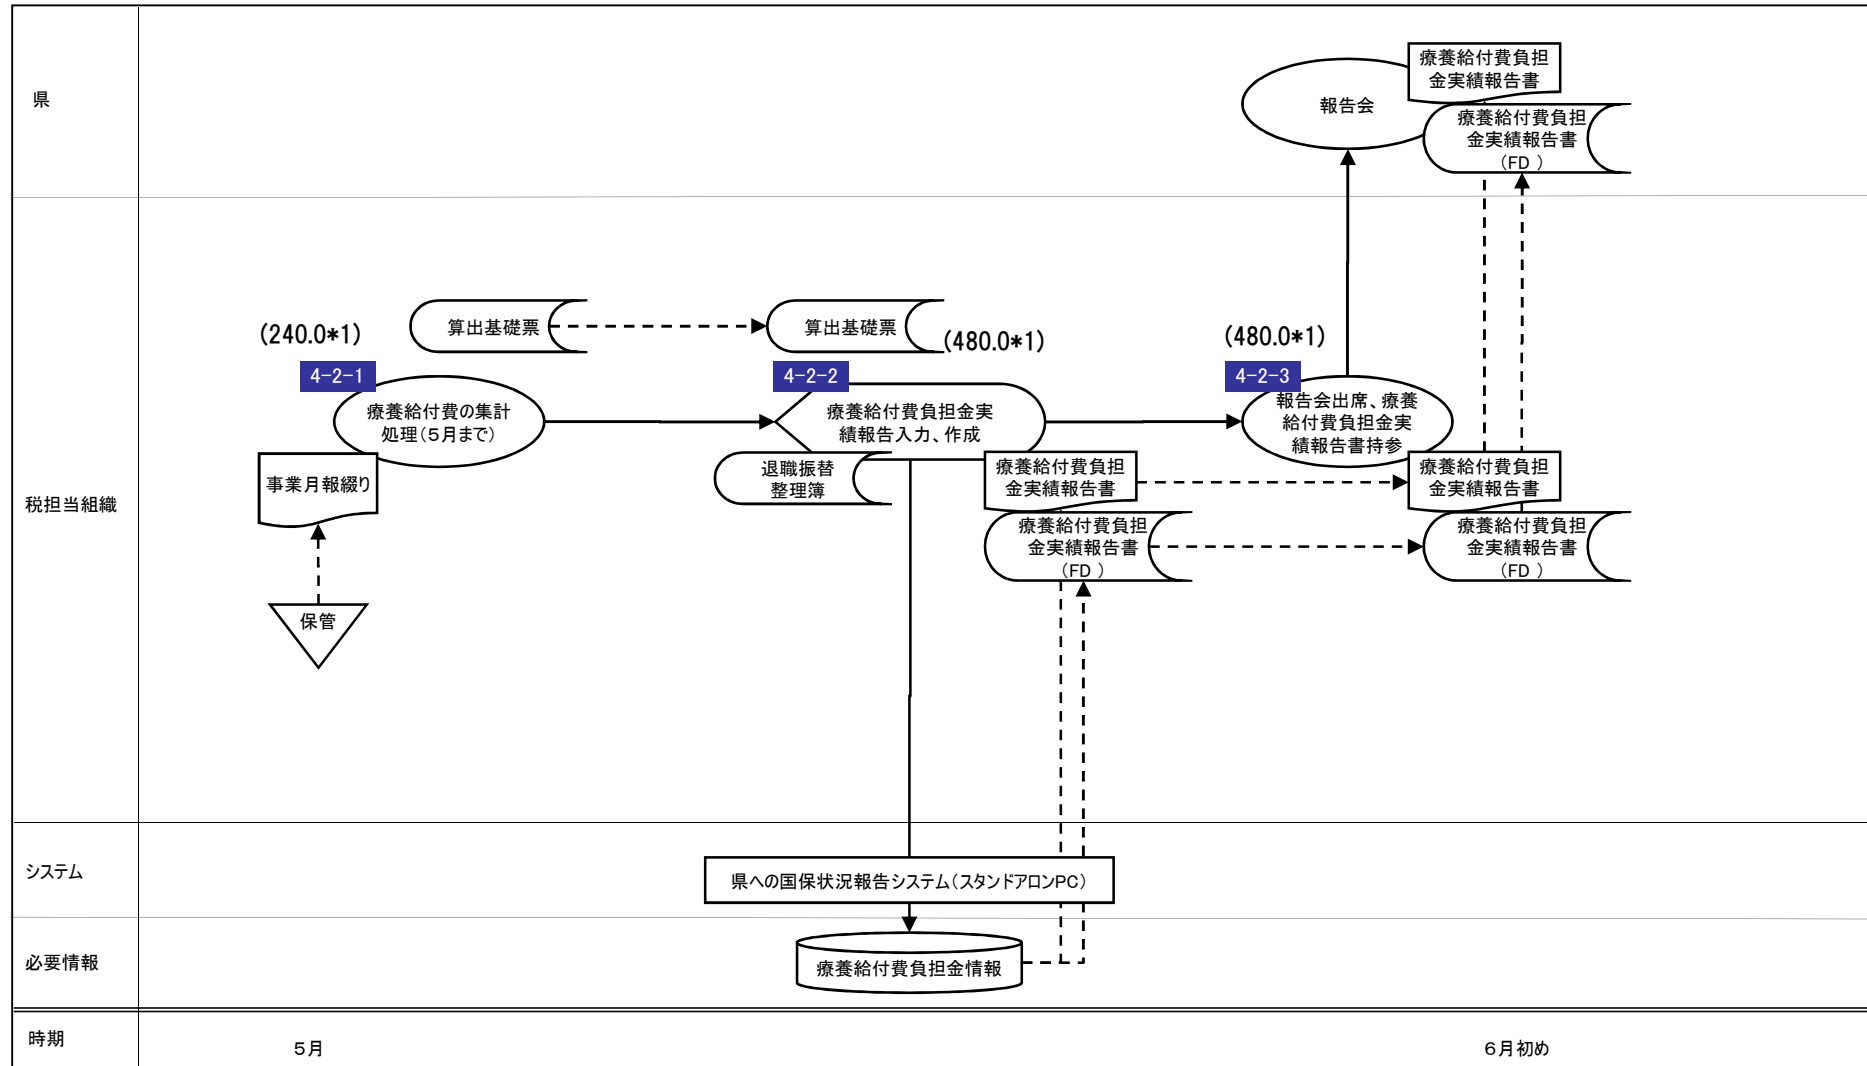 県
報告会
療養給付費負担
金実績報告書
療養給付費負担
金実績報告書
(FD )
税担当組織
(240.0*1)
4-2-1
療養給付費の集計
処理(5月まで)
算出基礎票
算出基礎票
(480.0*1)
4-2-2
療養給付費負担金実
績報告入力、作成
(480.0*1)
4-2-3
報告会出席、療養
給付費負担金実
績報告書持参
事業月報綴り
保管
退職振替
整理簿
療養給付費負担
金実績報告書
療養給付費負担
金実績報告書
(FD )
療養給付費負担
金実績報告書
療養給付費負担
金実績報告書
(FD )
システム
県への国保状況報告システム(スタンドアロンPC)
必要情報
療養給付費負担金情報
時期
5月
6月初め